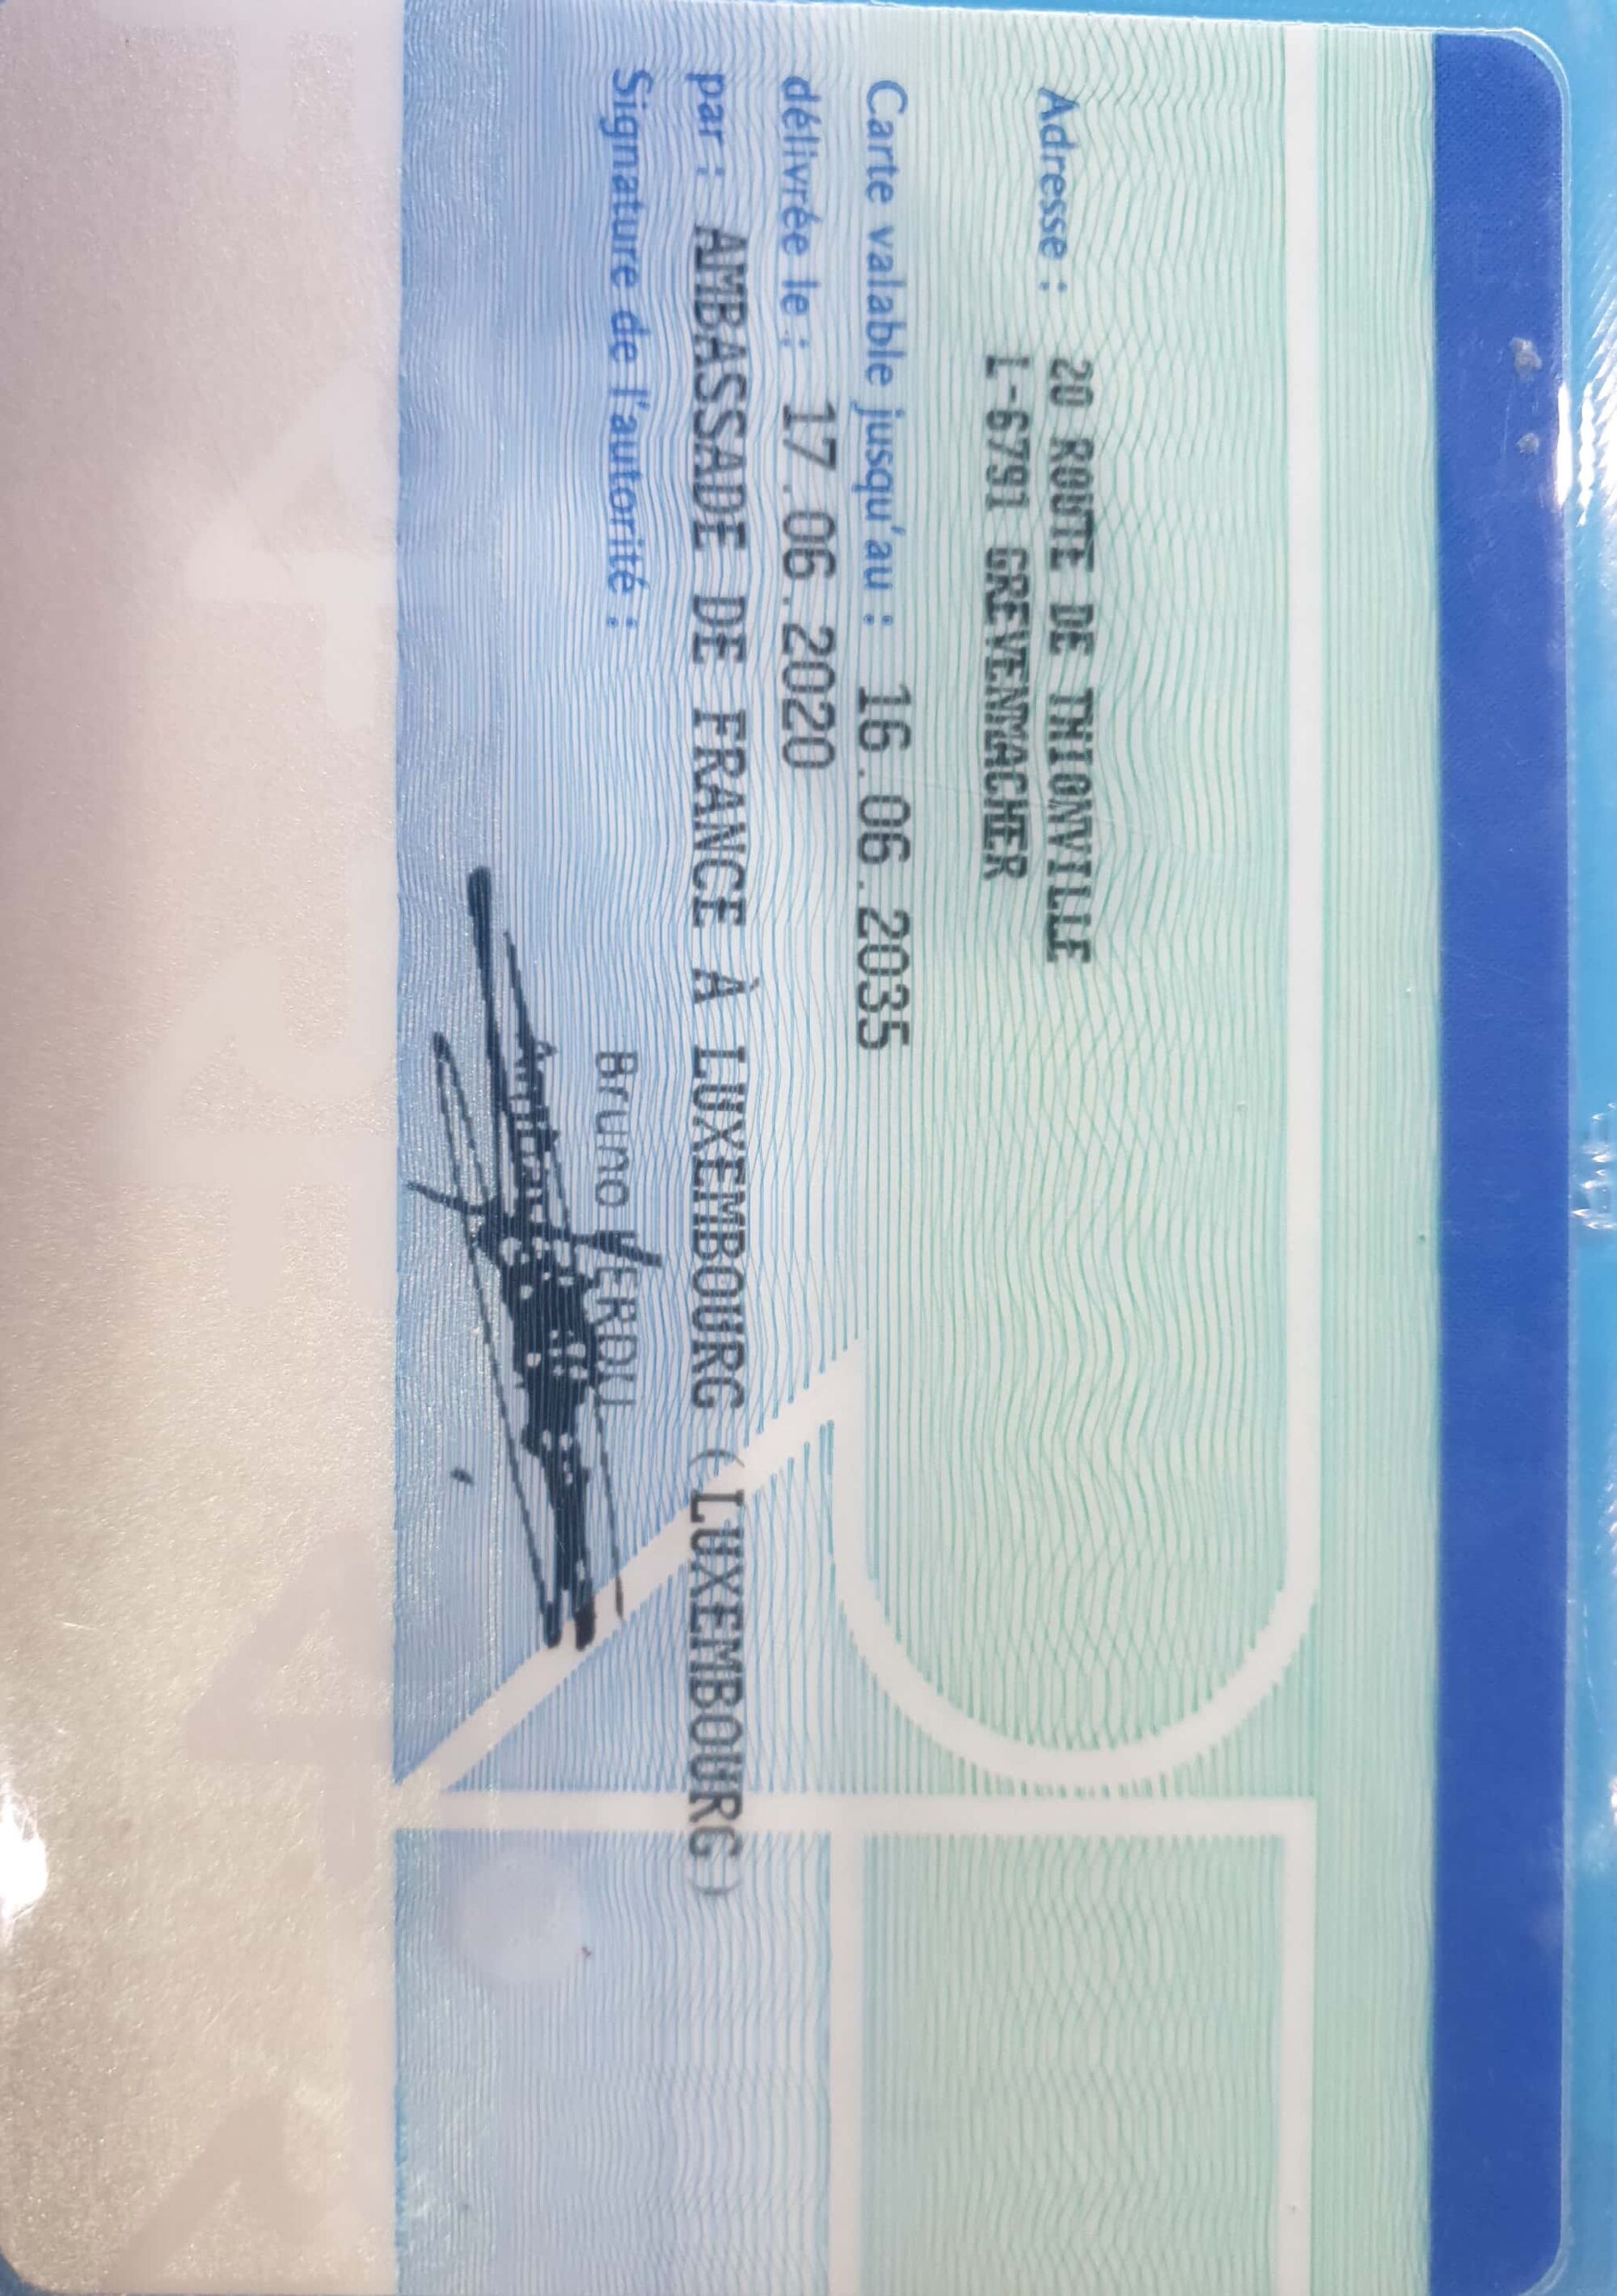 Adresse : 20 ROUTE DE THIONVILLE
L-6791 GREVENMACHER
Carte valable jusqu'au : 16.06.2035
délivrée le : 17.06.2020
par : AMBASSADE DE FRANCE À LUXEMBOURG (LUXEMBOURG)
Signature de l'autorité :
Bruno PERDU